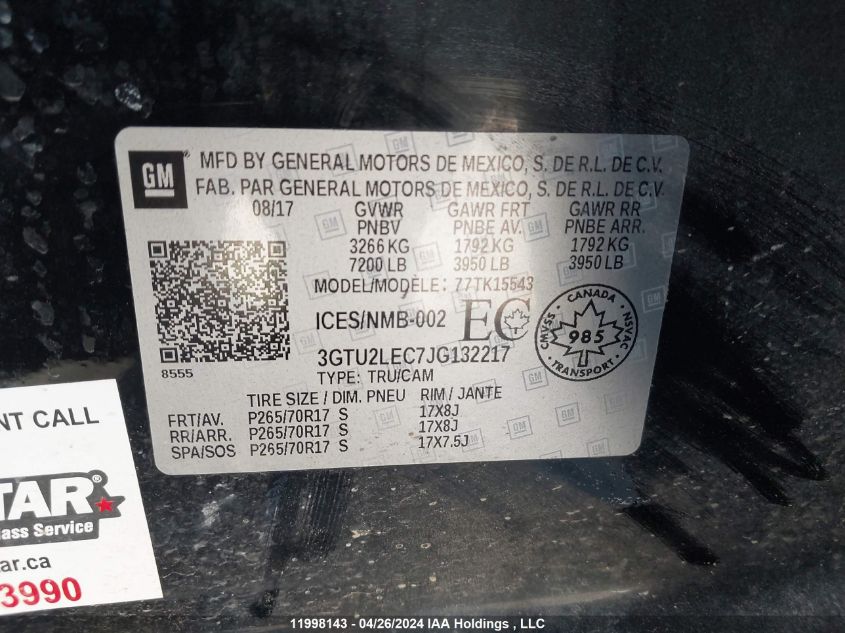 GM MFD BY GENERAL MOTORS DE MEXICO, S. DE R.L. DE C.V.
FAB. PAR GENERAL MOTORS DE MEXICO, S. DE R.L. DE C.V.
08/17 GVWR GAWR FRT GAWR RR
PNBV PNBE AV. PNBE ARR.
3266 KG 1792 KG 1792 KG
7200 LB 3950 LB 3950 LB
MODEL/MODÈLE: 77TK15543
ICES/NMB-002 EC
CANADA
CMVSS 985 NSVAC
TRANSPORT
3GTU2LEC7JG132217
8555
TYPE: TRU/CAM
TIRE SIZE / DIM. PNEU RIM / JANTE
FRT/AV. P265/70R17 S 17X8J
RR/ARR. P265/70R17 S 17X8J
SPA/SOS P265/70R17 S 17X7.5J
NT CALL
TAR®
ass Service
ar.ca
3990
11998143 - 04/26/2024 IAA Holdings , LLC